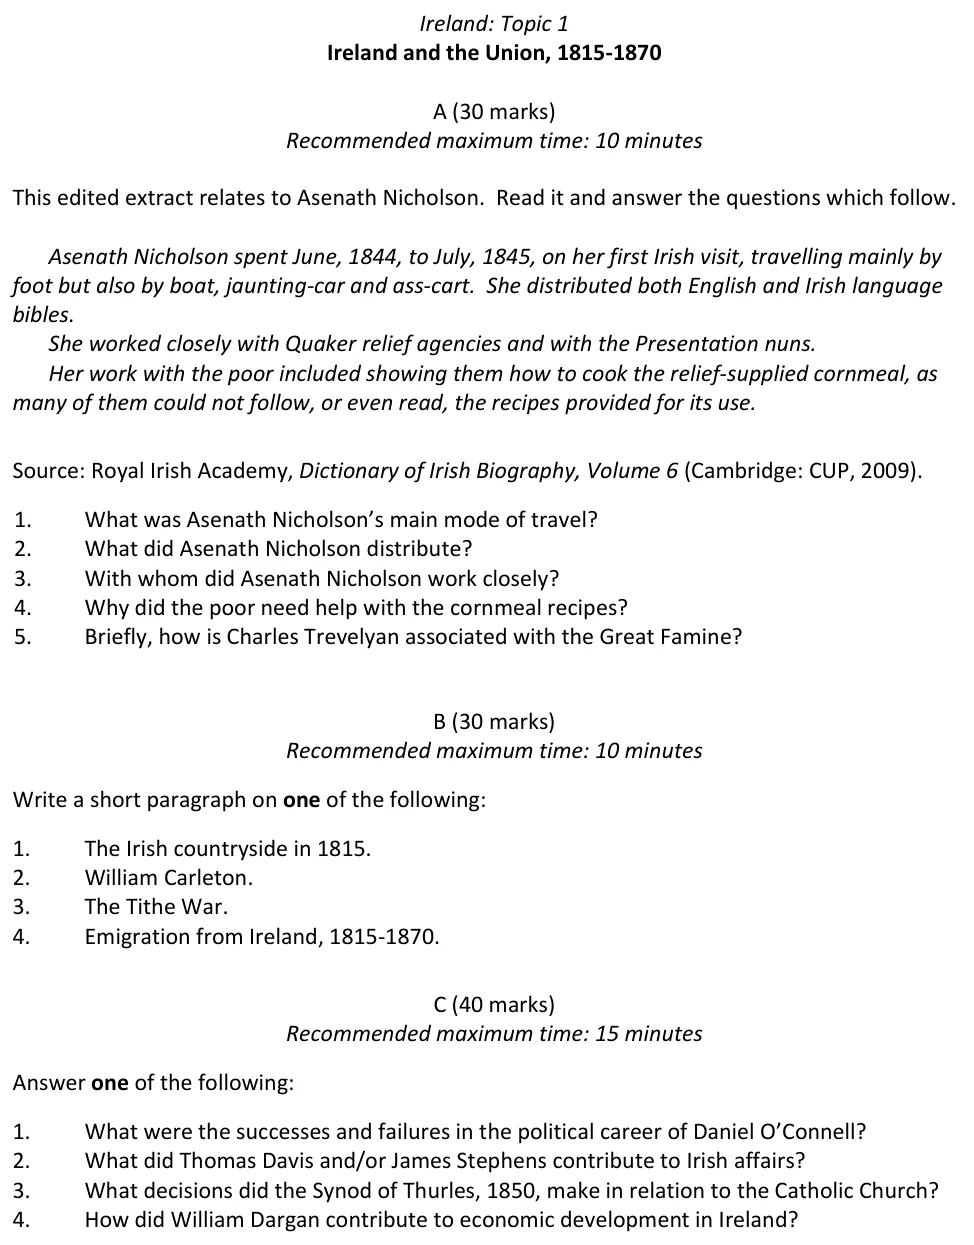 Ireland: Topic 1
Ireland and the Union, 1815-1870
A (30 marks)
Recommended maximum time: 10 minutes
This edited extract relates to Asenath Nicholson.  Read it and answer the questions which follow.
Asenath Nicholson spent June, 1844, to July, 1845, on her first Irish visit, travelling mainly by
foot but also by boat, jaunting-car and ass-cart.  She distributed both English and Irish language
bibles.
She worked closely with Quaker relief agencies and with the Presentation nuns.
Her work with the poor included showing them how to cook the relief-supplied cornmeal, as
many of them could not follow, or even read, the recipes provided for its use.
Source: Royal Irish Academy, Dictionary of Irish Biography, Volume 6 (Cambridge: CUP, 2009).
1. What was Asenath Nicholson’s main mode of travel?
2. What did Asenath Nicholson distribute?
3. With whom did Asenath Nicholson work closely?
4. Why did the poor need help with the cornmeal recipes?
5. Briefly, how is Charles Trevelyan associated with the Great Famine?
B (30 marks)
Recommended maximum time: 10 minutes
Write a short paragraph on one of the following:
1. The Irish countryside in 1815.
2. William Carleton.
3. The Tithe War.
4. Emigration from Ireland, 1815-1870.
C (40 marks)
Recommended maximum time: 15 minutes
Answer one of the following:
1. What were the successes and failures in the political career of Daniel O’Connell?
2. What did Thomas Davis and/or James Stephens contribute to Irish affairs?
3. What decisions did the Synod of Thurles, 1850, make in relation to the Catholic Church?
4. How did William Dargan contribute to economic development in Ireland?